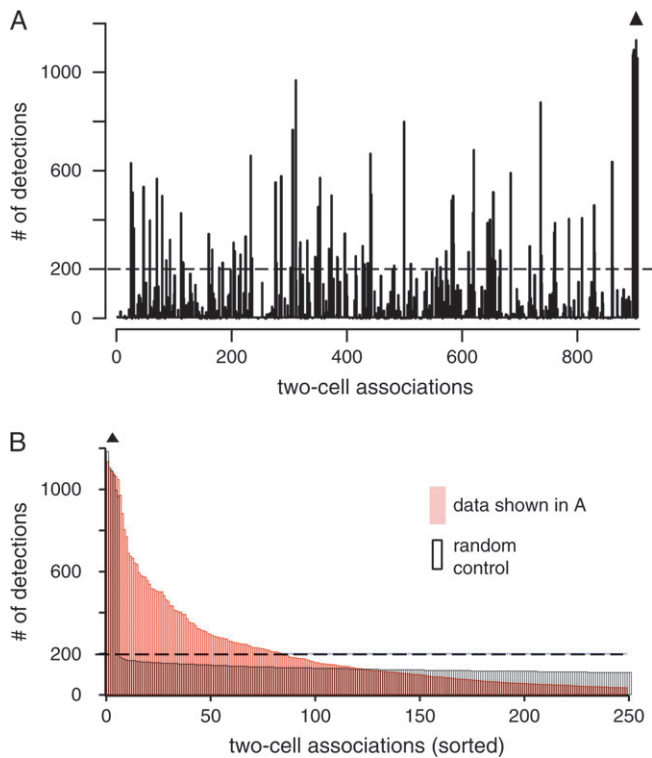 A
1000
600
200
0
# of detections
0 200 400 600 800
two-cell associations
B
1000
600
200
0
# of detections
data shown in A
random
control
0 50 100 150 200 250
two-cell associations (sorted)